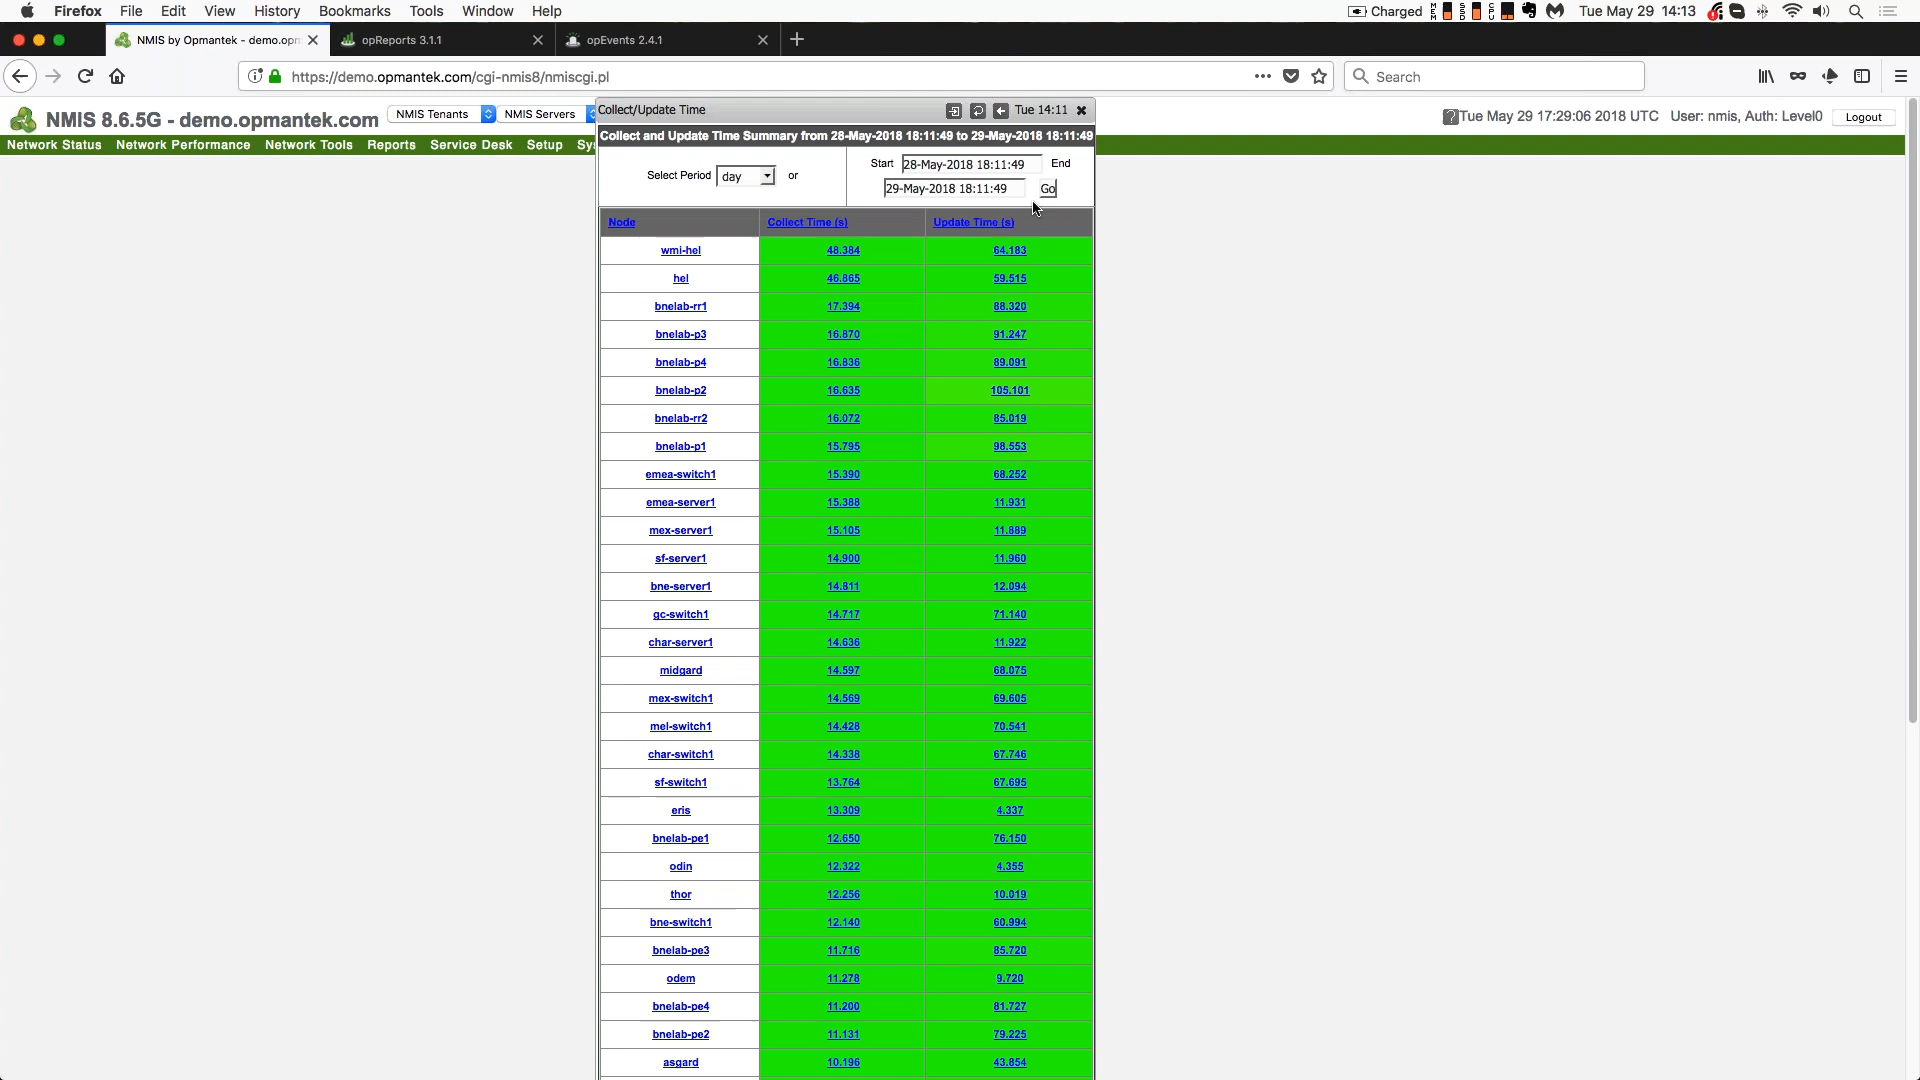 Firefox File Edit View History Bookmarks Tools Window Help Charged Tue May 29 14:13
NMIS by Opmantek - demo.opm opReports 3.1.1 opEvents 2.4.1
https://demo.opmantek.com/cgi-nmis8/nmiscgi.pl Search
NMIS 8.6.5G - demo.opmantek.com NMIS Tenants NMIS Servers Collect/Update Time Tue 14:11 Tue May 29 17:29:06 2018 UTC User: nmis, Auth: Level0 Logout
Network Status Network Performance Network Tools Reports Service Desk Setup Sy
Collect and Update Time Summary from 28-May-2018 18:11:49 to 29-May-2018 18:11:49
Select Period day or Start 28-May-2018 18:11:49 End
29-May-2018 18:11:49 Go
Node Collect Time (s) Update Time (s)
wmi-hel 48.384 64.183
hel 46.865 59.515
bnelab-rr1 17.394 88.320
bnelab-p3 16.870 91.247
bnelab-p4 16.836 89.091
bnelab-p2 16.635 105.101
bnelab-rr2 16.072 85.019
bnelab-p1 15.795 98.553
emea-switch1 15.390 68.252
emea-server1 15.388 11.931
mex-server1 15.105 11.889
sf-server1 14.900 11.960
bne-server1 14.811 12.094
gc-switch1 14.717 71.140
char-server1 14.636 11.922
midgard 14.597 68.075
mex-switch1 14.569 69.605
mel-switch1 14.428 70.541
char-switch1 14.338 67.746
sf-switch1 13.764 67.695
eris 13.309 4.337
bnelab-pe1 12.650 76.150
odin 12.322 4.355
thor 12.256 10.019
bne-switch1 12.140 60.994
bnelab-pe3 11.716 85.720
odem 11.278 9.720
bnelab-pe4 11.200 81.727
bnelab-pe2 11.131 79.225
asgard 10.196 43.854